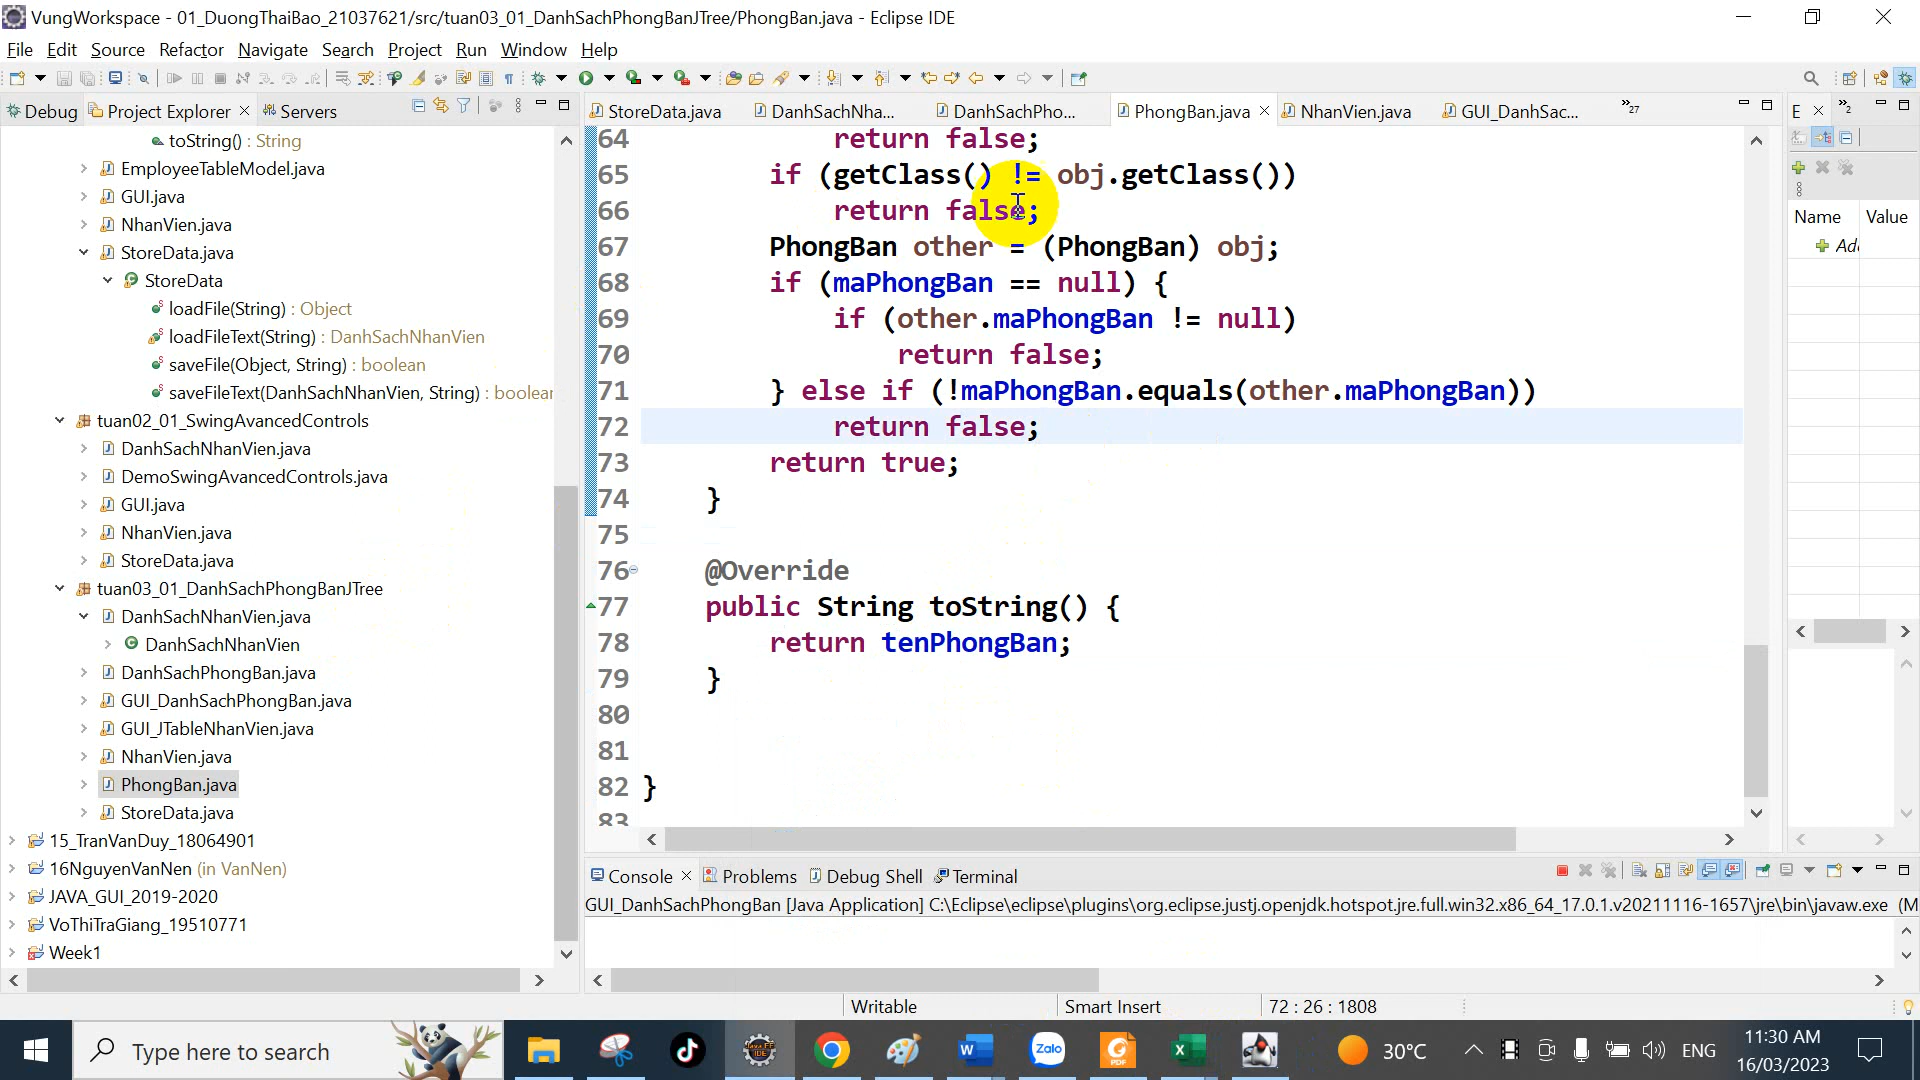 VungWorkspace - 01_DuongThaiBao_21037621/src/tuan03_01_DanhSachPhongBanJTree/PhongBan.java - Eclipse IDE
File Edit Source Refactor Navigate Search Project Run Window Help
Debug Project Explorer Servers
StoreData.java DanhSachNha... DanhSachPho... PhongBan.java NhanVien.java GUI_DanhSac... »27
E »2
toString() : String
EmployeeTableModel.java
GUI.java
NhanVien.java
StoreData.java
StoreData
loadFile(String) : Object
loadFileText(String) : DanhSachNhanVien
saveFile(Object, String) : boolean
saveFileText(DanhSachNhanVien, String) : boolear
tuan02_01_SwingAvancedControls
DanhSachNhanVien.java
DemoSwingAvancedControls.java
GUI.java
NhanVien.java
StoreData.java
tuan03_01_DanhSachPhongBanJTree
DanhSachNhanVien.java
DanhSachNhanVien
DanhSachPhongBan.java
GUI_DanhSachPhongBan.java
GUI_JTableNhanVien.java
NhanVien.java
PhongBan.java
StoreData.java
15_TranVanDuy_18064901
16NguyenVanNen (in VanNen)
JAVA_GUI_2019-2020
VoThiTraGiang_19510771
Week1
64 return false;
65 if (getClass() != obj.getClass())
66 return false;
67 PhongBan other = (PhongBan) obj;
68 if (maPhongBan == null) {
69 if (other.maPhongBan != null)
70 return false;
71 } else if (!maPhongBan.equals(other.maPhongBan))
72 return false;
73 return true;
74 }
75
76 @Override
77 public String toString() {
78 return tenPhongBan;
79 }
80
81
82 }
83
Name Value
Console Problems Debug Shell Terminal
GUI_DanhSachPhongBan [Java Application] C:\Eclipse\eclipse\plugins\org.eclipse.justj.openjdk.hotspot.jre.full.win32.x86_64_17.0.1.v20211116-1657\jre\bin\javaw.exe (M
Writable Smart Insert 72 : 26 : 1808
Type here to search
30°C ENG
11:30 AM
16/03/2023